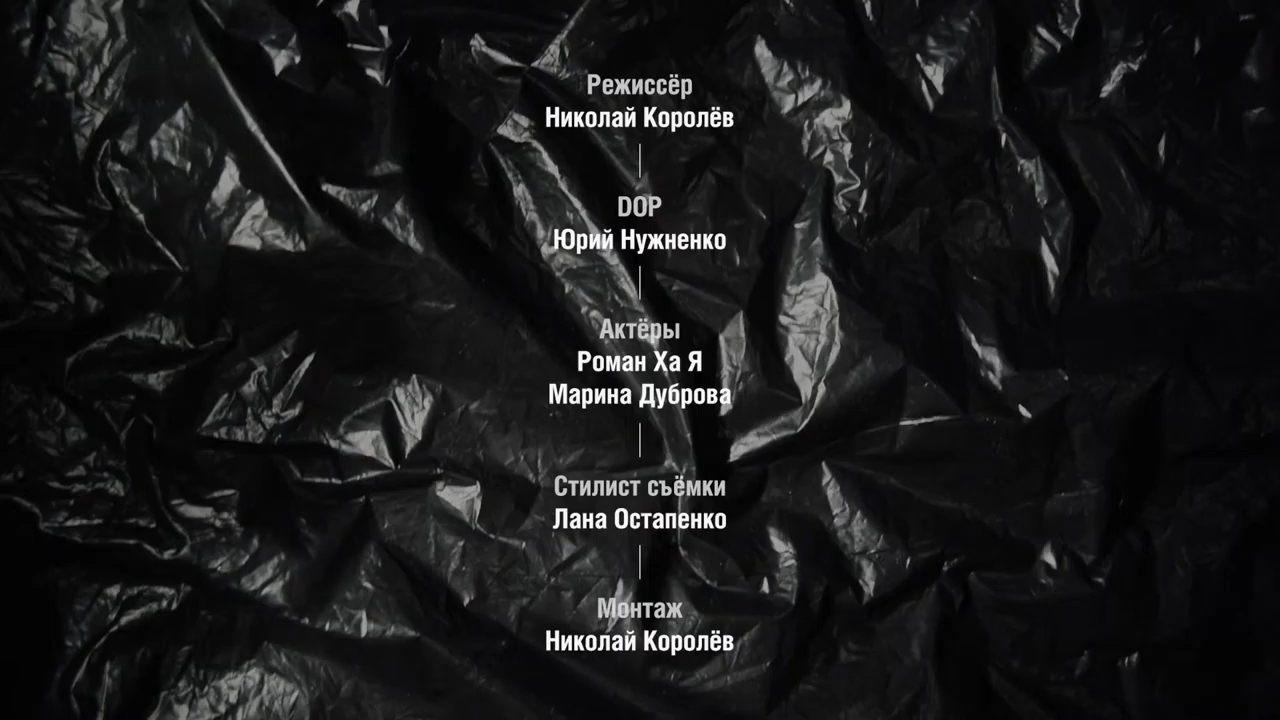 Режиссёр
Николай Королёв
DOP
Юрий Нужненко
Актёры
Роман Ха Я
Марина Дуброва
Стилист съёмки
Лана Остапенко
Монтаж
Николай Королёв